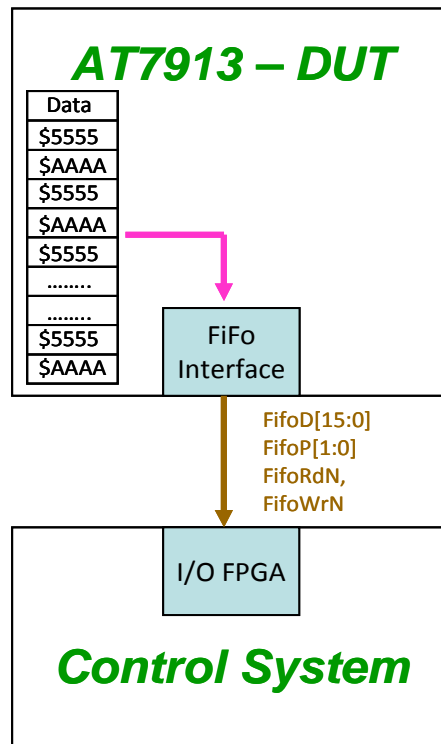 AT7913 – DUT
Data
$5555
$AAAA
$5555
$AAAA
$5555
........
........
$5555
$AAAA
FiFo
Interface
FifoD[15:0]
FifoP[1:0]
FifoRdN,
FifoWrN
I/O FPGA
Control System